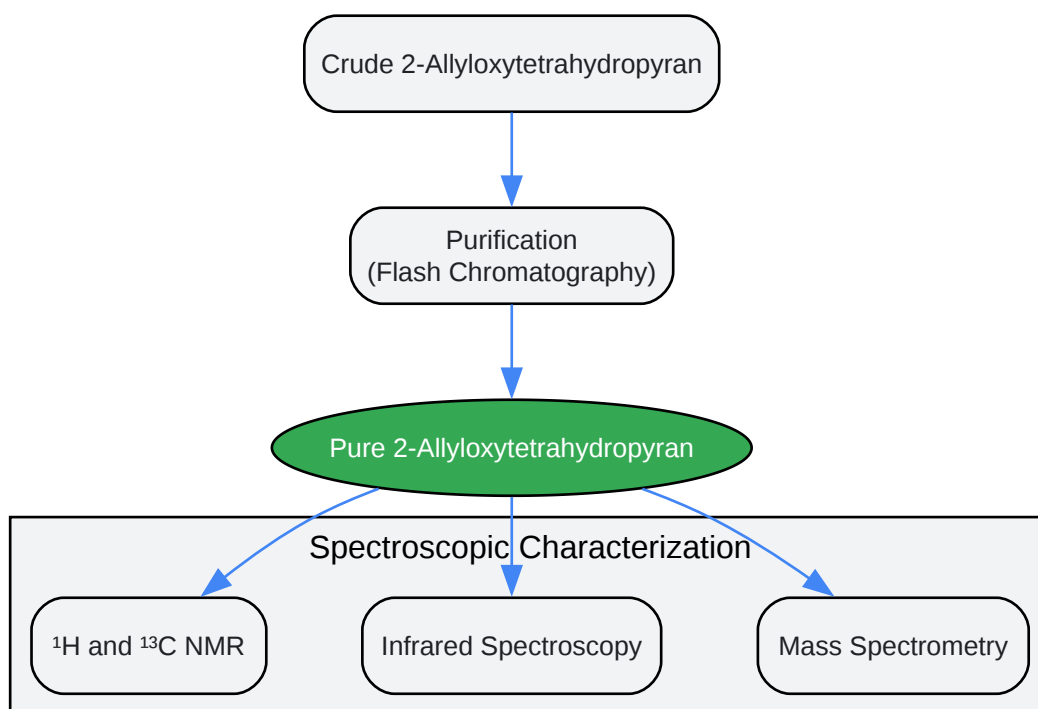 Crude 2-Allyloxytetrahydropyran
Purification
(Flash Chromatography)
Pure 2-Allyloxytetrahydropyran
Spectroscopic Characterization
¹H and ¹³C NMR
Infrared Spectroscopy
Mass Spectrometry